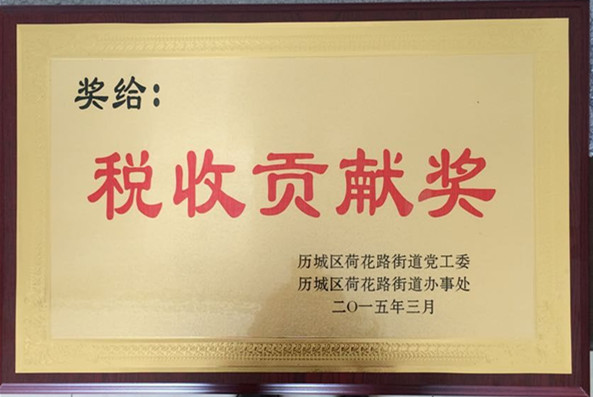 奖给：
税收贡献奖
历城区荷花路街道党工委
历城区荷花路街道办事处
二O一五年三月